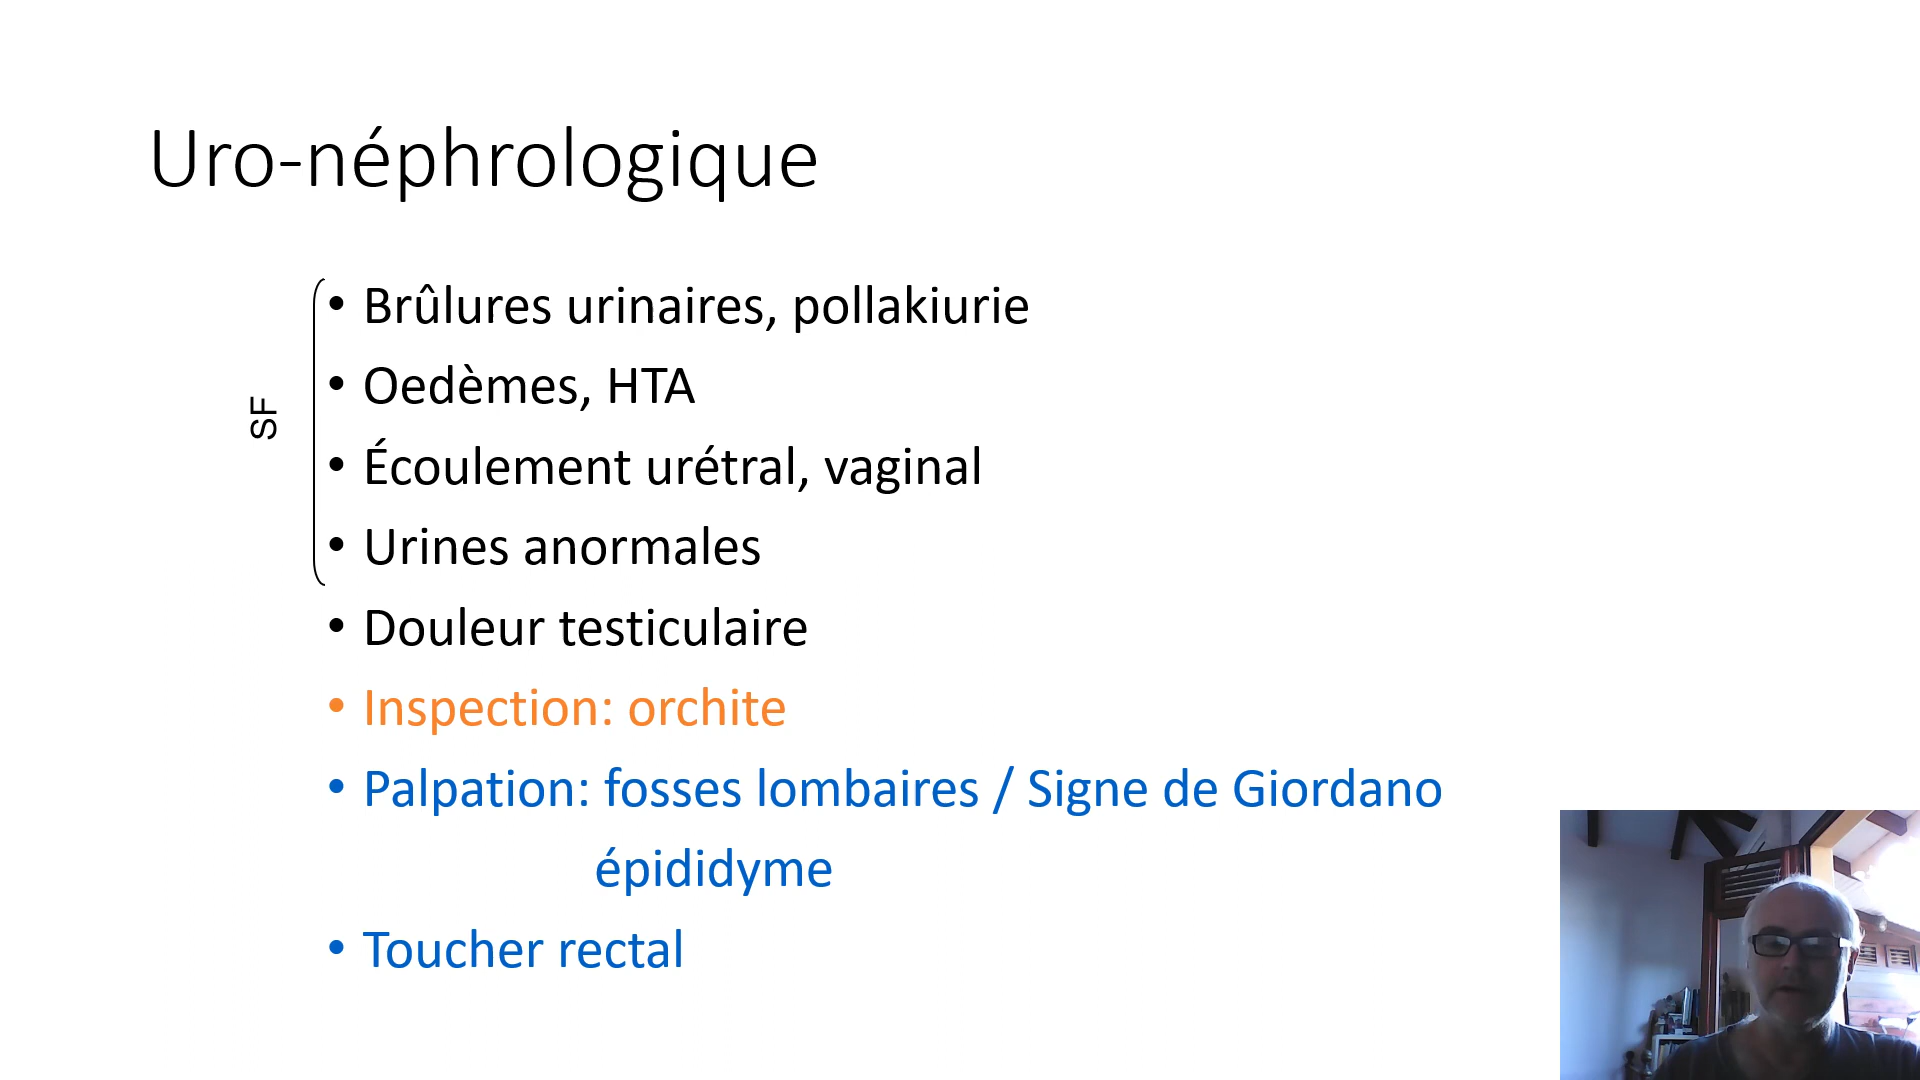 Uro-néphrologique
SF
• Brûlures urinaires, pollakiurie
• Oedèmes, HTA
• Écoulement urétral, vaginal
• Urines anormales
• Douleur testiculaire
• Inspection: orchite
• Palpation: fosses lombaires / Signe de Giordano
épididyme
• Toucher rectal